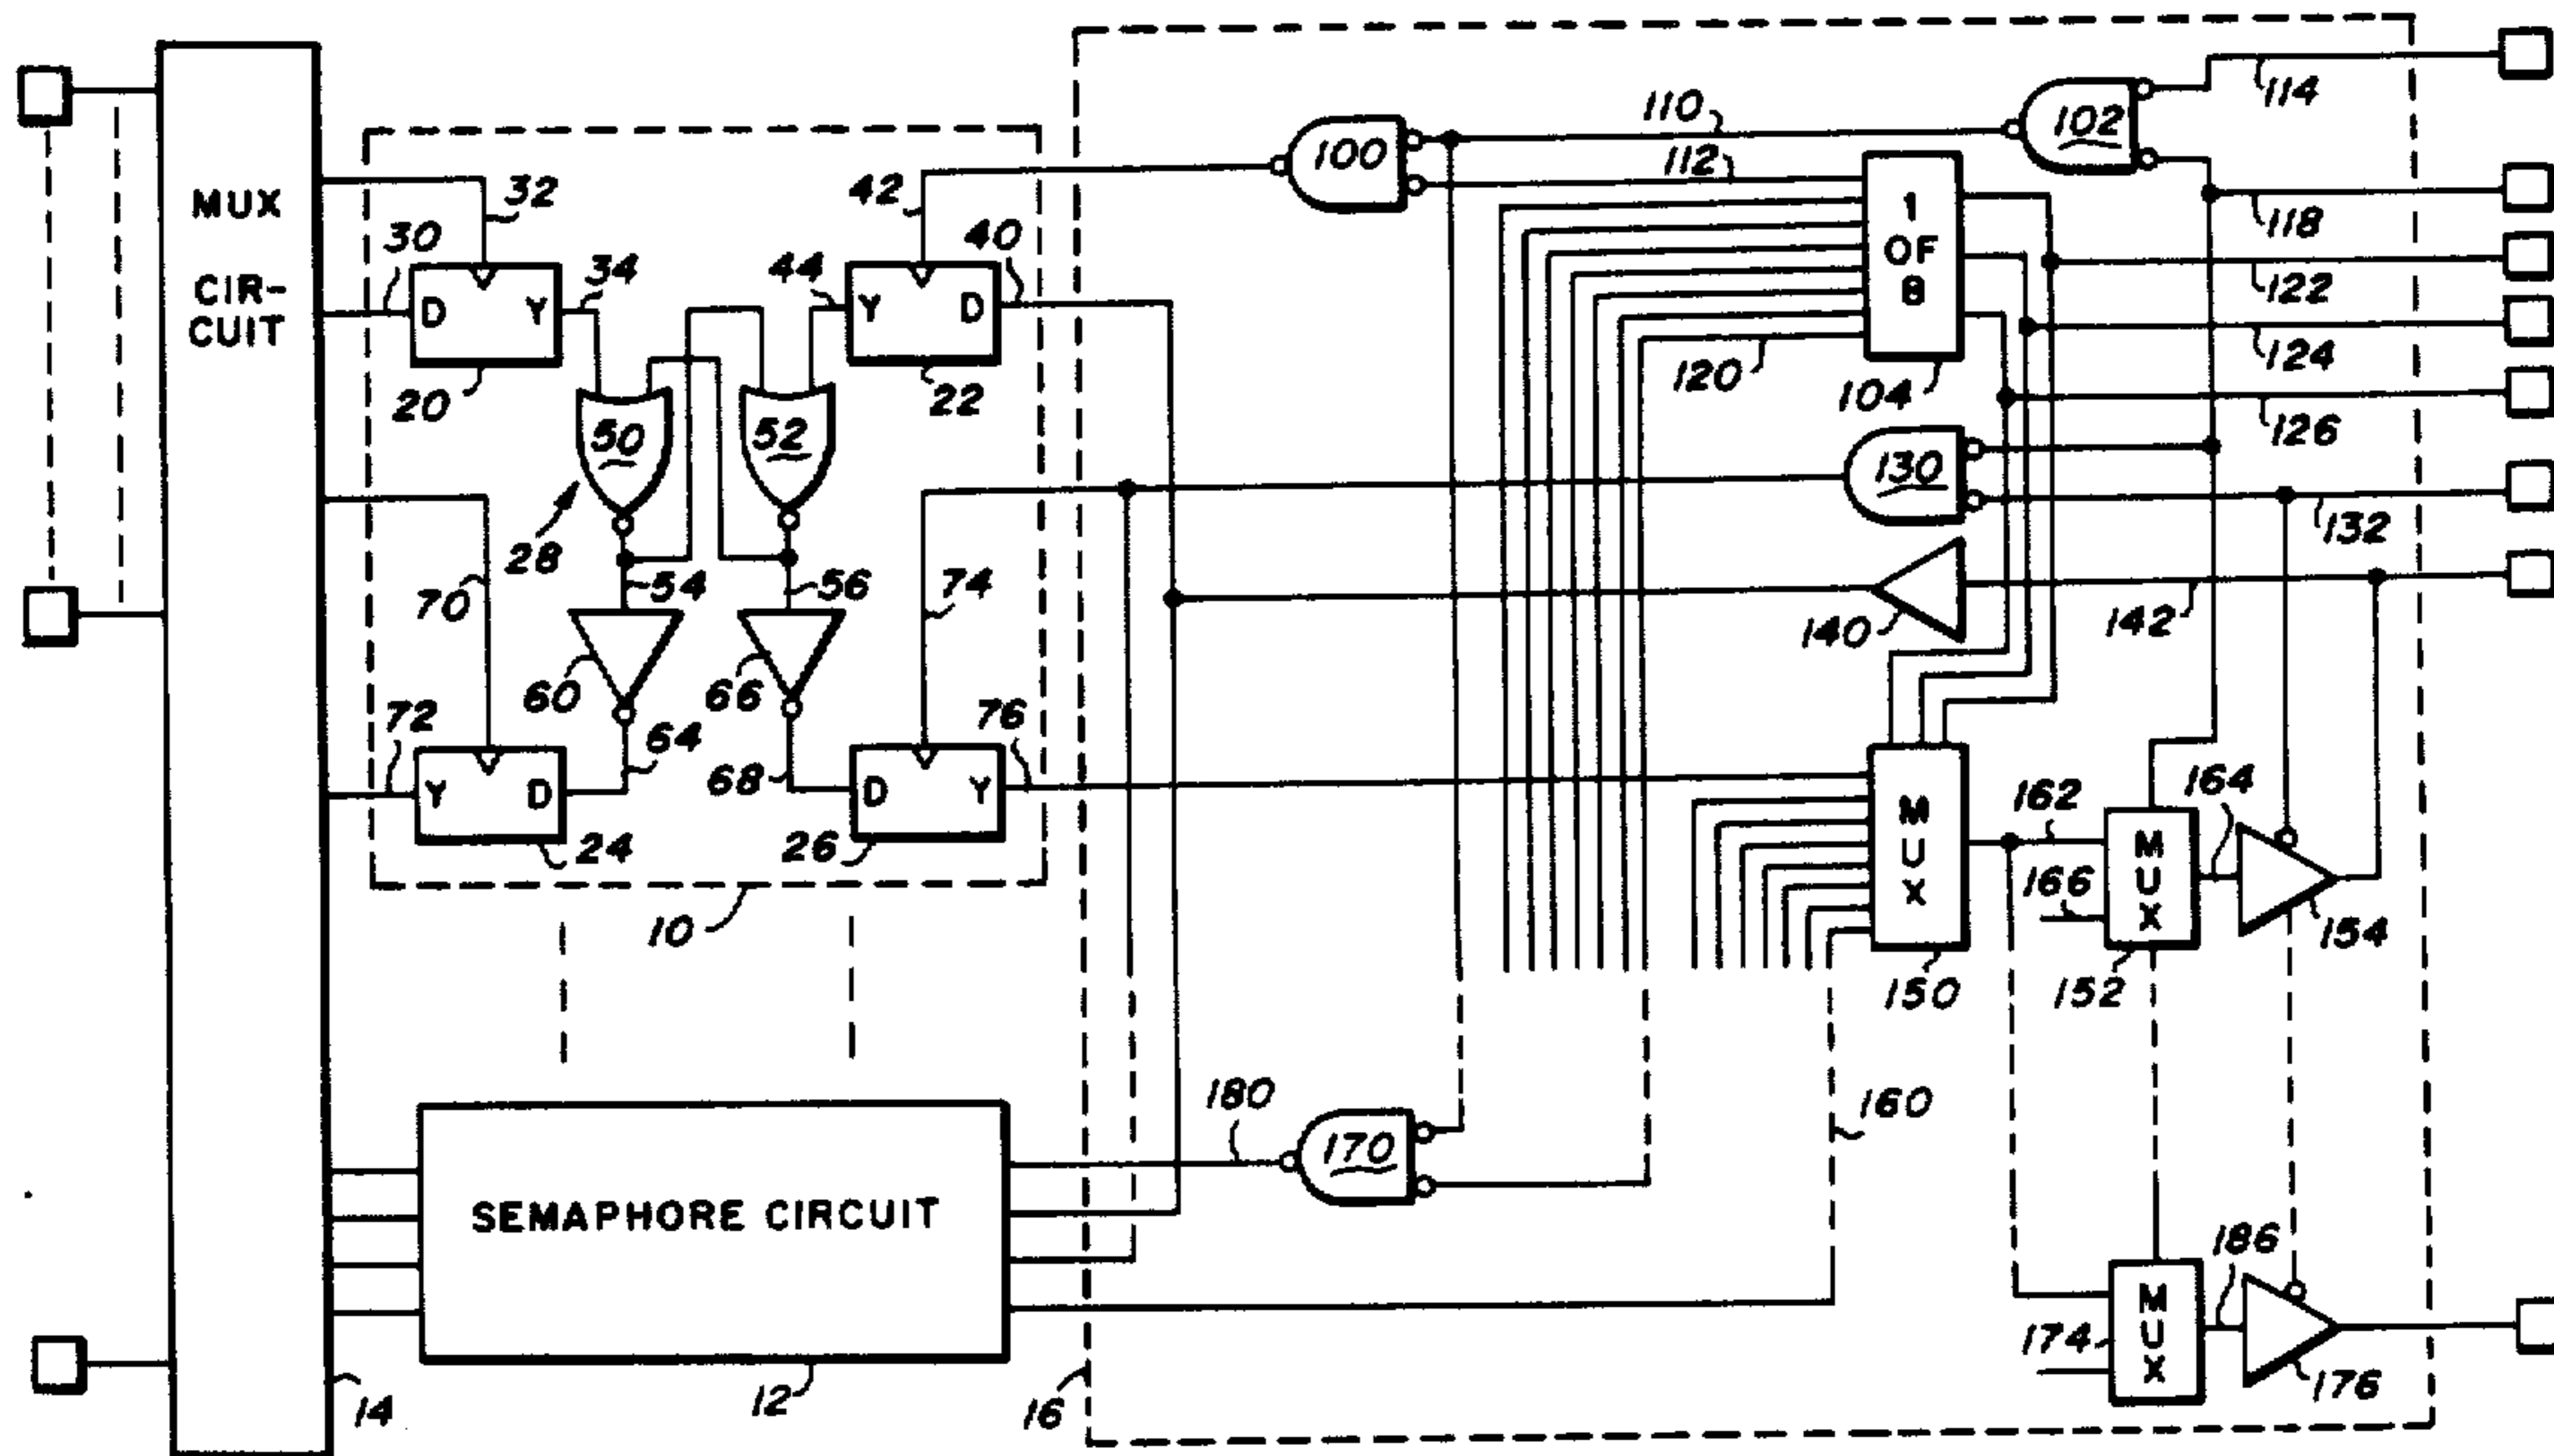 MUX
CIR-
CUIT
32
30
D
Y
34
20
42
44
40
Y
D
22
50
52
28
54
56
70
74
60
66
64
68
72
76
Y
D
24
D
Y
26
10
SEMAPHORE CIRCUIT
12
14
16
100
110
102
114
112
1
OF
8
118
122
124
120
104
126
130
132
140
142
M
U
X
150
162
164
166
M
U
X
152
154
160
180
170
186
M
U
X
174
176